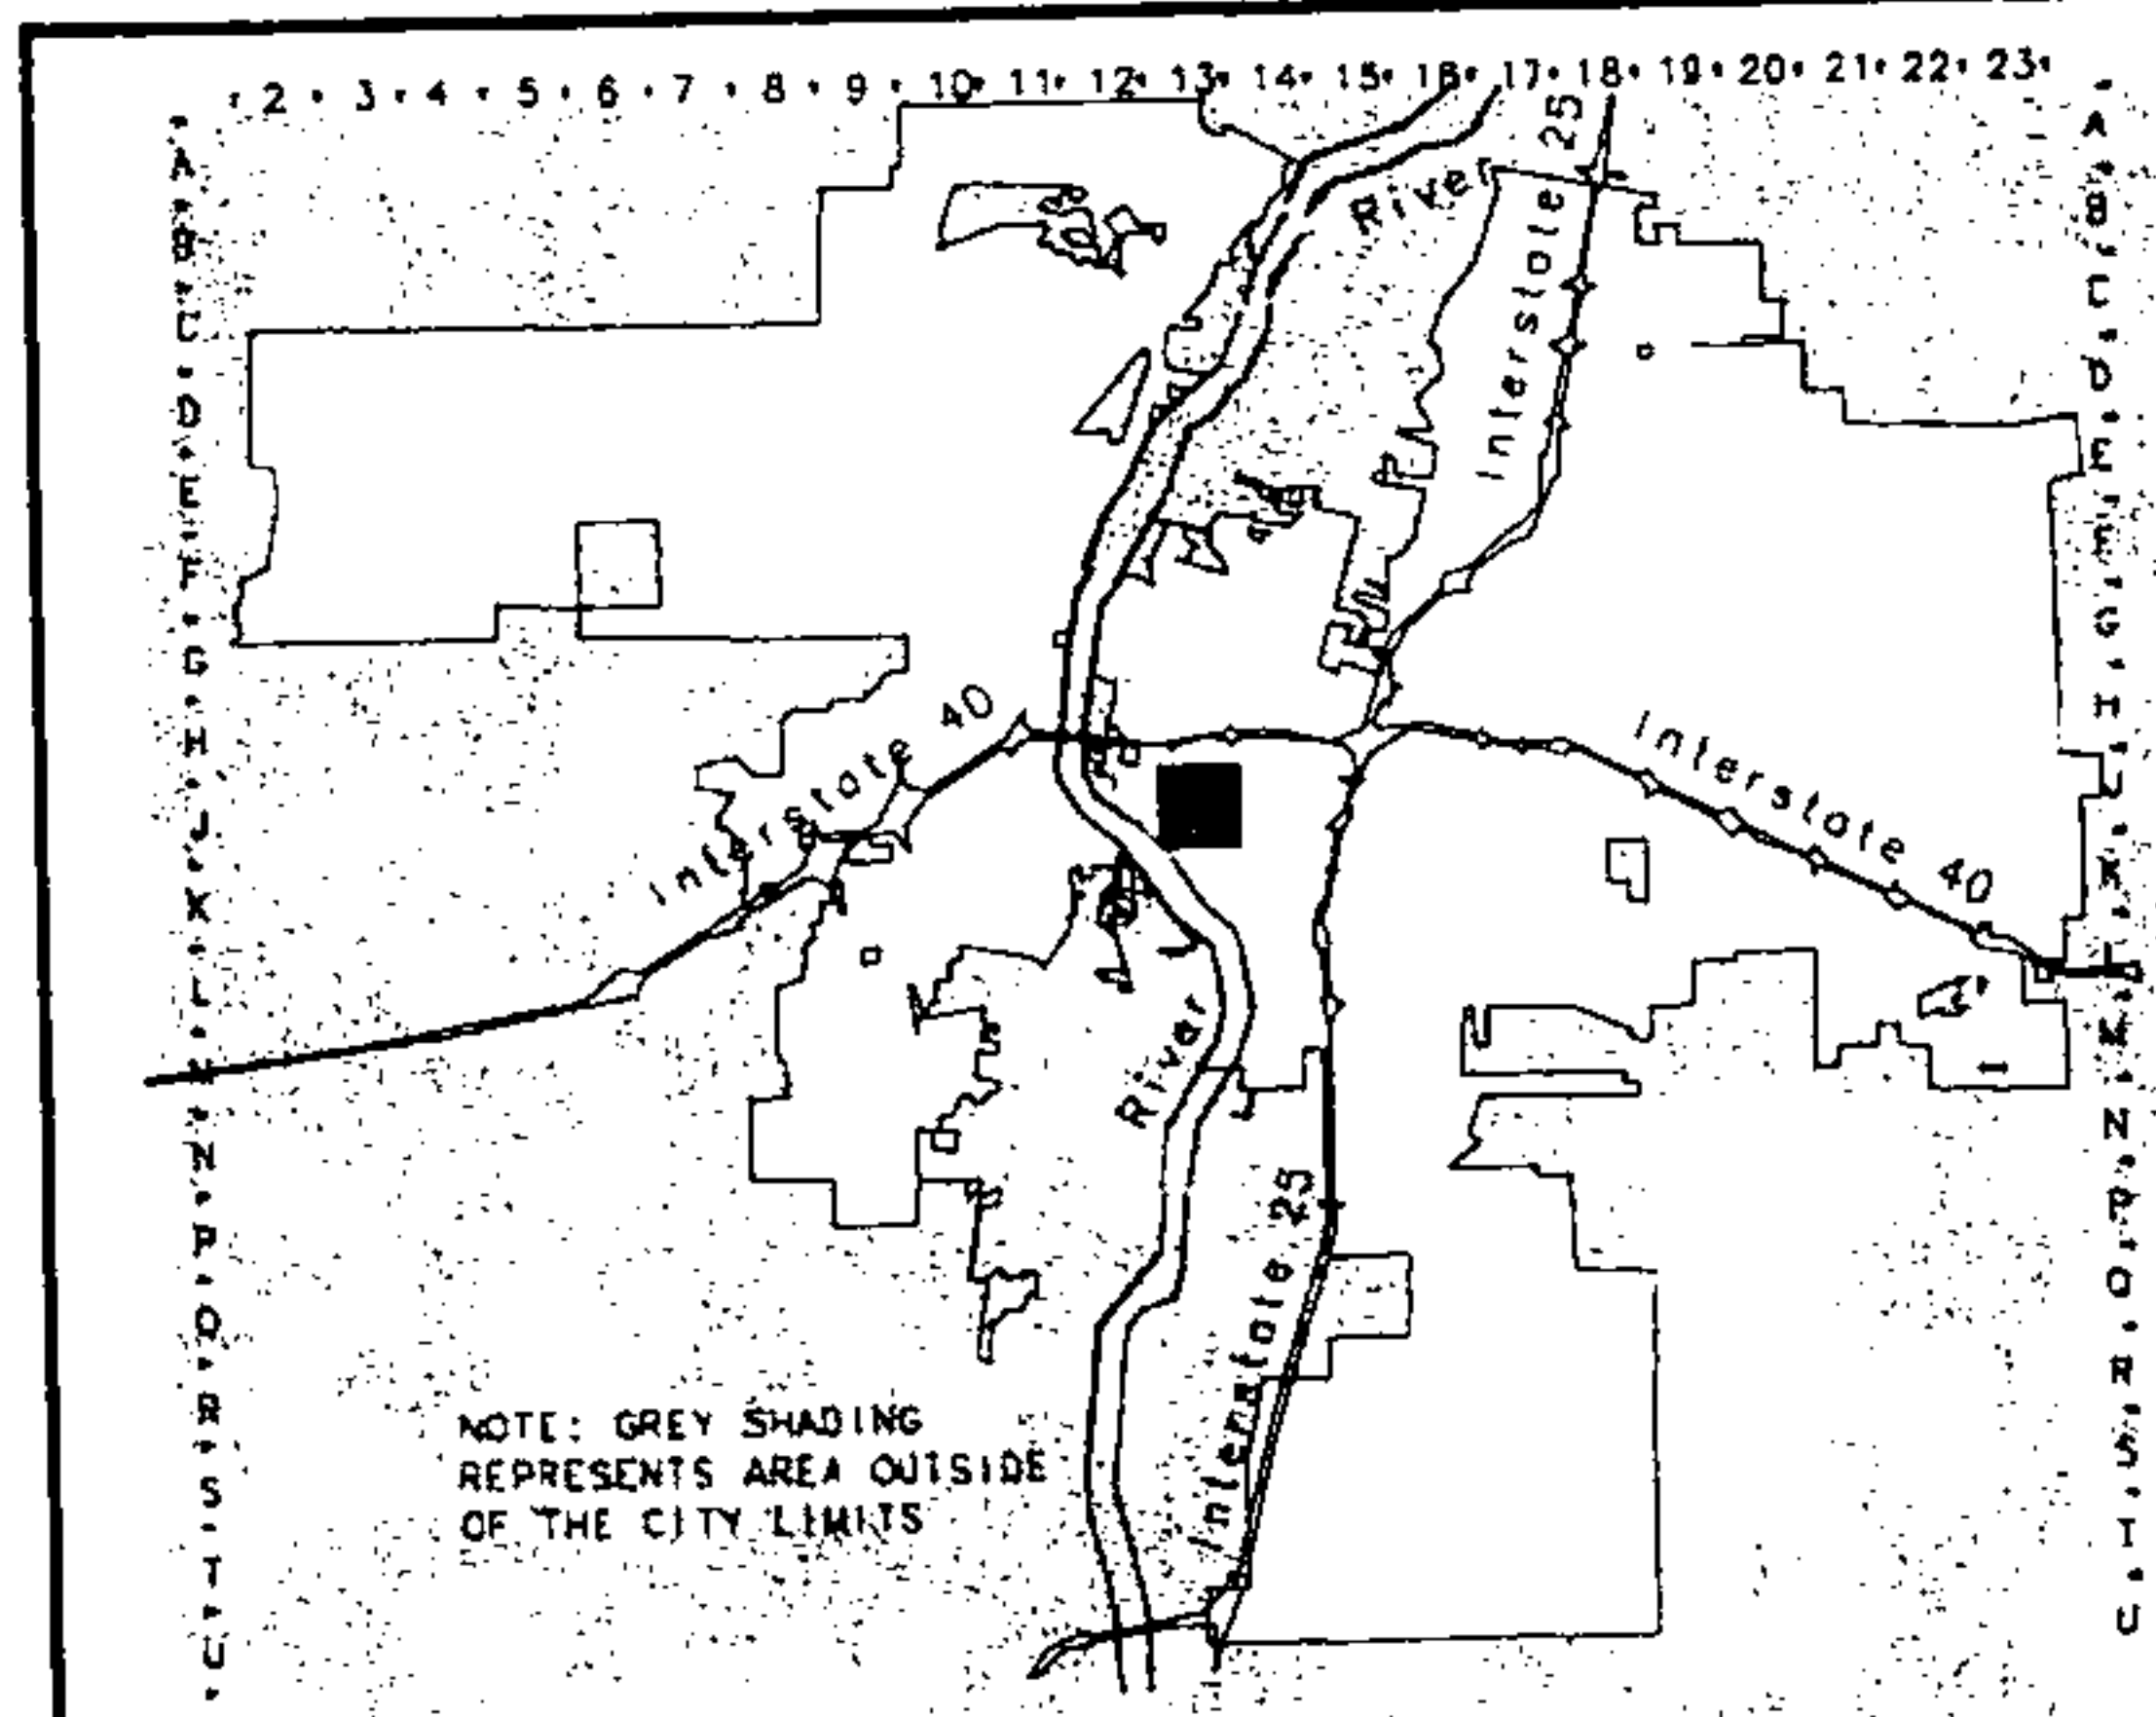 2 • 3 • 4 • 5 • 6 • 7 • 8 • 9 • 10 • 11 • 12 • 13 • 14 • 15 • 16 • 17 • 18 • 19 • 20 • 21 • 22 • 23 •
A • B • C • D • E • F • G • H • J • K • L • M • N • P • Q • R • S • T • U •
A • B • C • D • E • F • G • H • J • K • L • M • N • P • Q • R • S • T • U
River
Interstate 25
Interstate 40
Interstate 40
River
Interstate 25
NOTE: GREY SHADING
REPRESENTS AREA OUTSIDE
OF THE CITY LIMITS